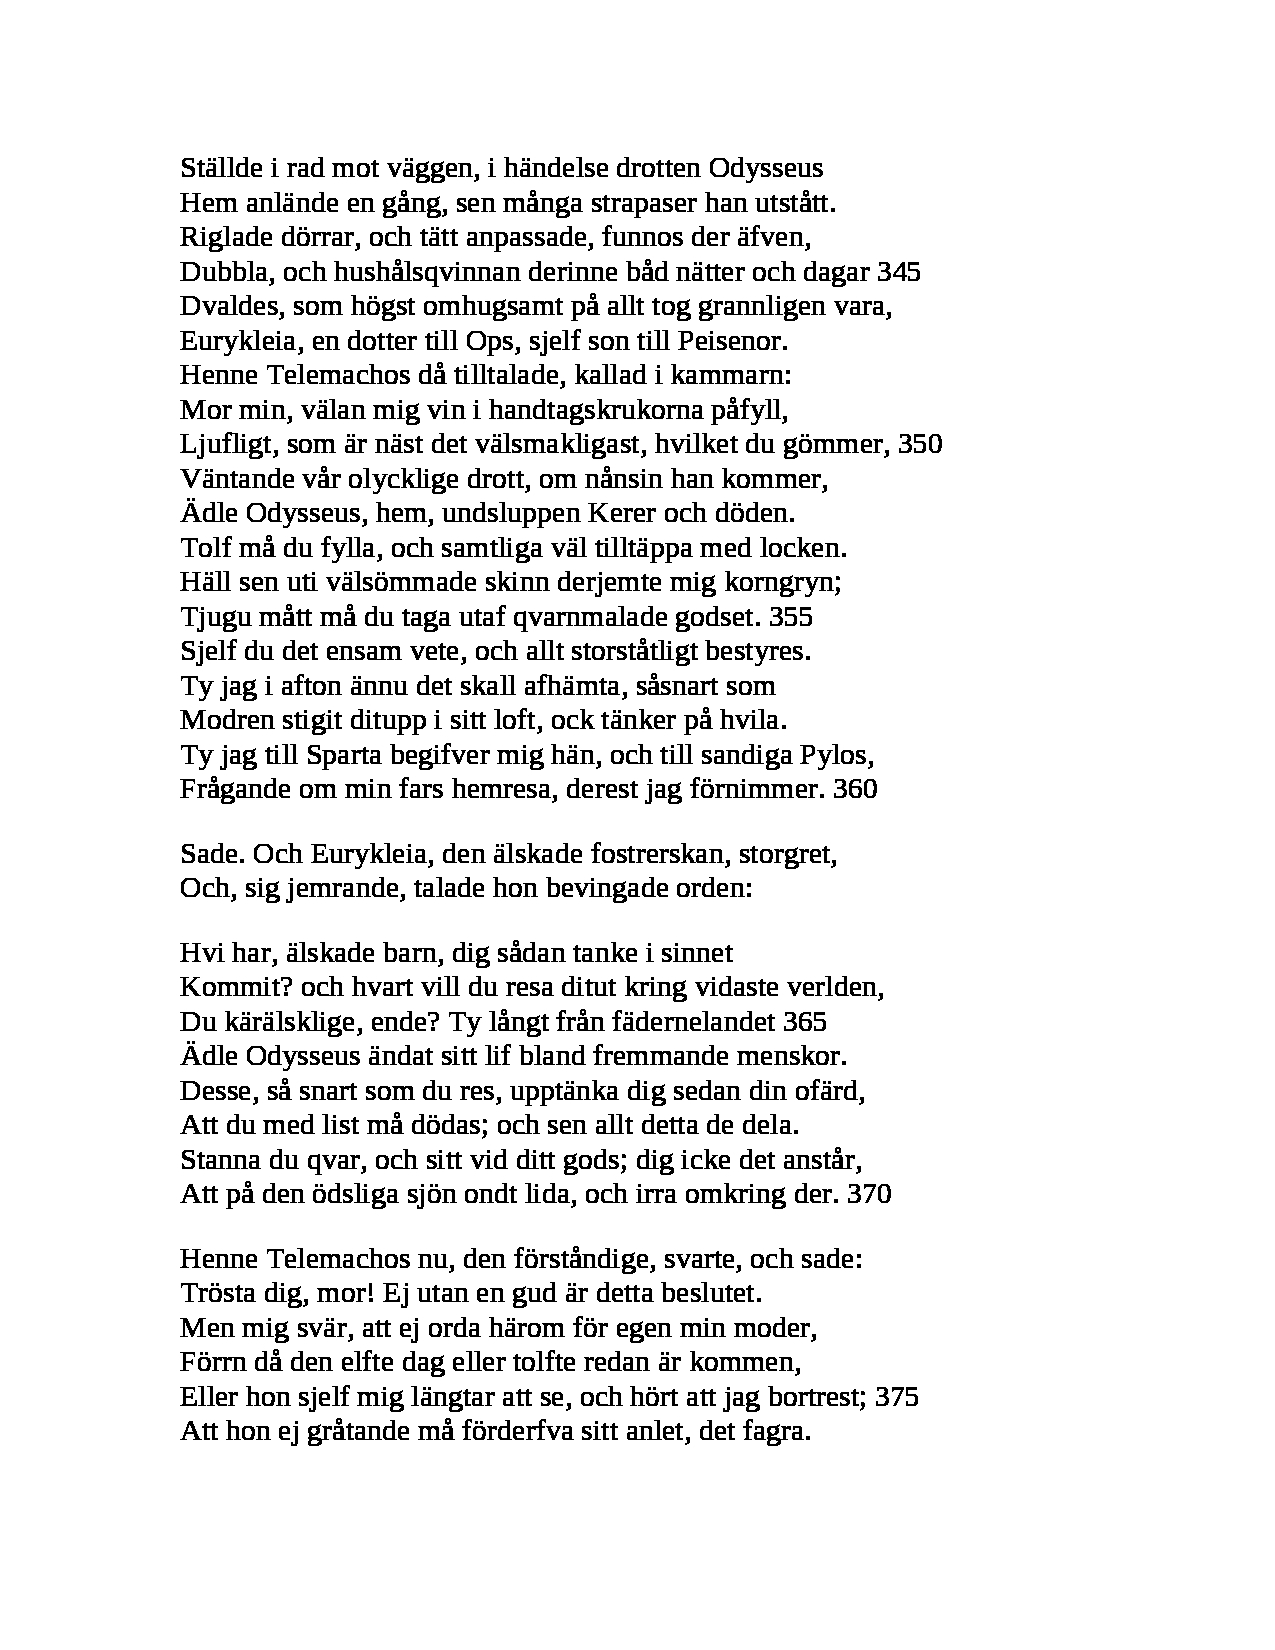 Ställde i rad mot väggen, i händelse drotten Odysseus
Hem anlände en gång, sen många strapaser han utstått.
Riglade dörrar, och tätt anpassade, funnos der äfven,
Dubbla, och hushålsqvinnan derinne båd nätter och dagar 345
Dvaldes, som högst omhugsamt på allt tog grannligen vara,
Eurykleia, en dotter till Ops, sjelf son till Peisenor.
Henne Telemachos då tilltalade, kallad i kammarn:
Mor min, välan mig vin i handtagskrukorna påfyll,
Ljufligt, som är näst det välsmakligast, hvilket du gömmer, 350
Väntande vår olycklige drott, om nånsin han kommer,
Ädle Odysseus, hem, undsluppen Kerer och döden.
Tolf må du fylla, och samtliga väl tilltäppa med locken.
Häll sen uti välsömmade skinn derjemte mig korngryn;
Tjugu mått må du taga utaf qvarnmalade godset. 355
Sjelf du det ensam vete, och allt storståtligt bestyres.
Ty jag i afton ännu det skall afhämta, såsnart som
Modren stigit ditupp i sitt loft, ock tänker på hvila.
Ty jag till Sparta begifver mig hän, och till sandiga Pylos,
Frågande om min fars hemresa, derest jag förnimmer. 360
Sade. Och Eurykleia, den älskade fostrerskan, storgret,
Och, sig jemrande, talade hon bevingade orden:
Hvi har, älskade barn, dig sådan tanke i sinnet
Kommit? och hvart vill du resa ditut kring vidaste verlden,
Du kärälsklige, ende? Ty långt från fädernelandet 365
Ädle Odysseus ändat sitt lif bland fremmande menskor.
Desse, så snart som du res, upptänka dig sedan din ofärd,
Att du med list må dödas; och sen allt detta de dela.
Stanna du qvar, och sitt vid ditt gods; dig icke det anstår,
Att på den ödsliga sjön ondt lida, och irra omkring der. 370
Henne Telemachos nu, den förståndige, svarte, och sade:
Trösta dig, mor! Ej utan en gud är detta beslutet.
Men mig svär, att ej orda härom för egen min moder,
Förrn då den elfte dag eller tolfte redan är kommen,
Eller hon sjelf mig längtar att se, och hört att jag bortrest; 375
Att hon ej gråtande må förderfva sitt anlet, det fagra.